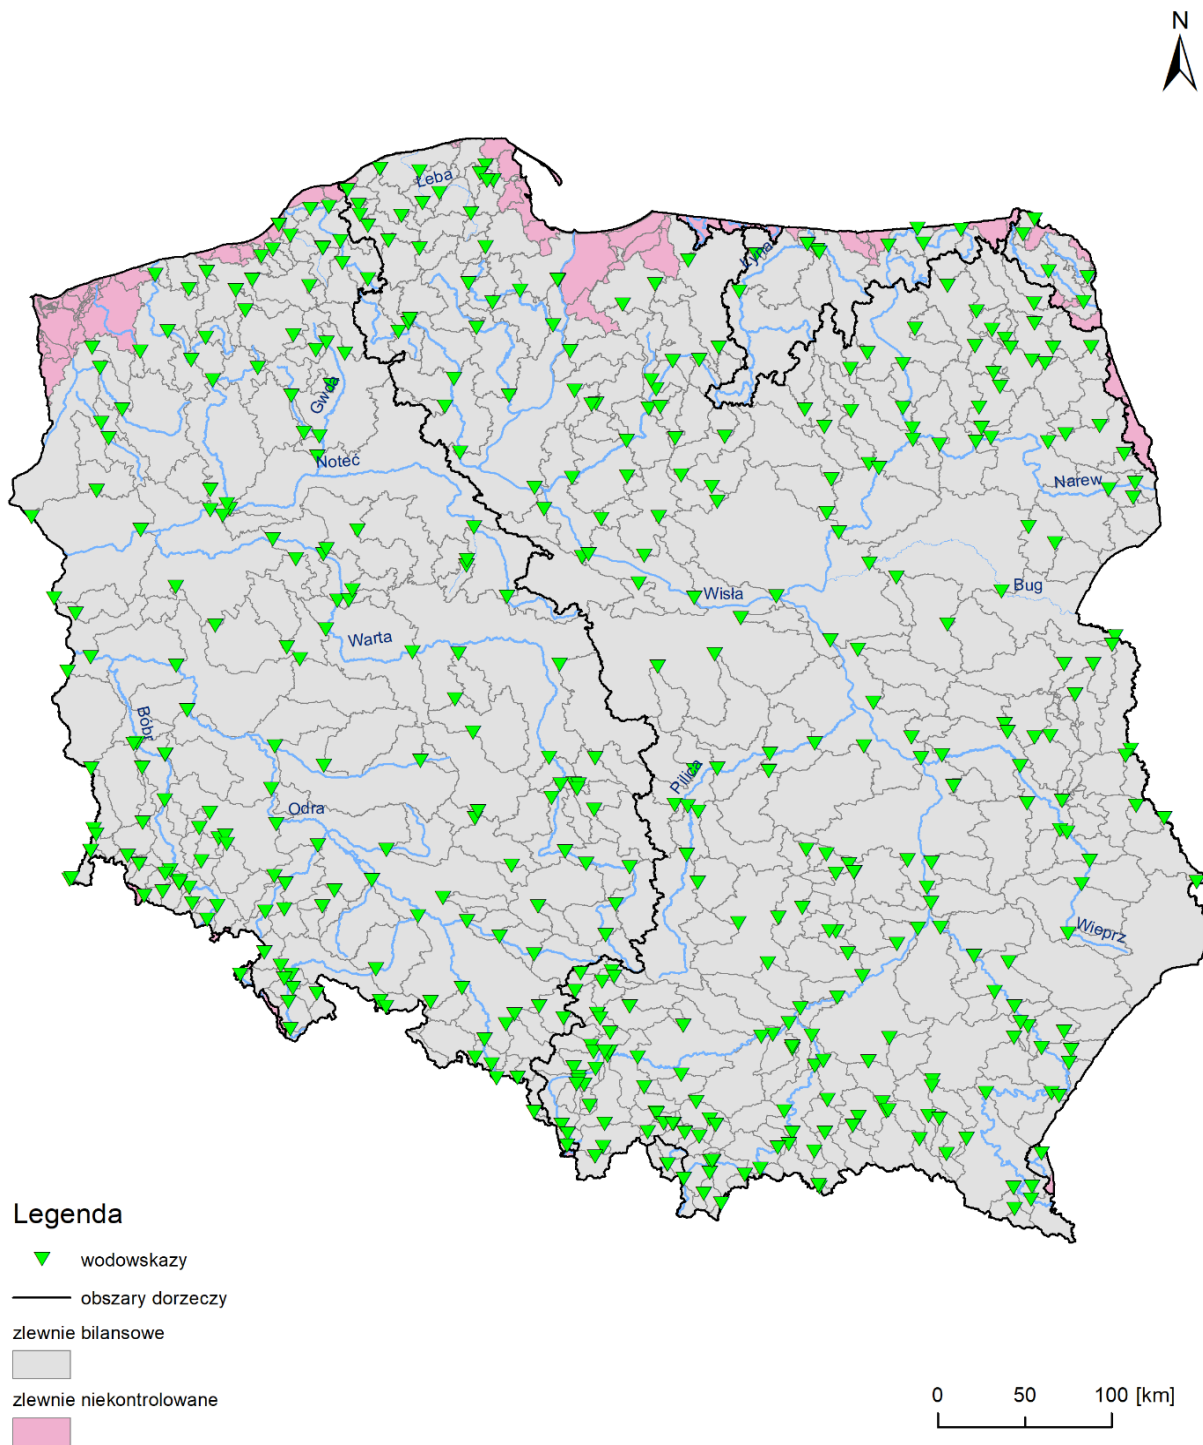 N
Łeba
Łyna
Gwda
Noteć
Narew
Bug
Wisła
Warta
Bóbr
Pilica
Odra
Wieprz
Legenda
wodowskazy
obszary dorzeczy
zlewnie bilansowe
zlewnie niekontrolowane
0 50 100 [km]